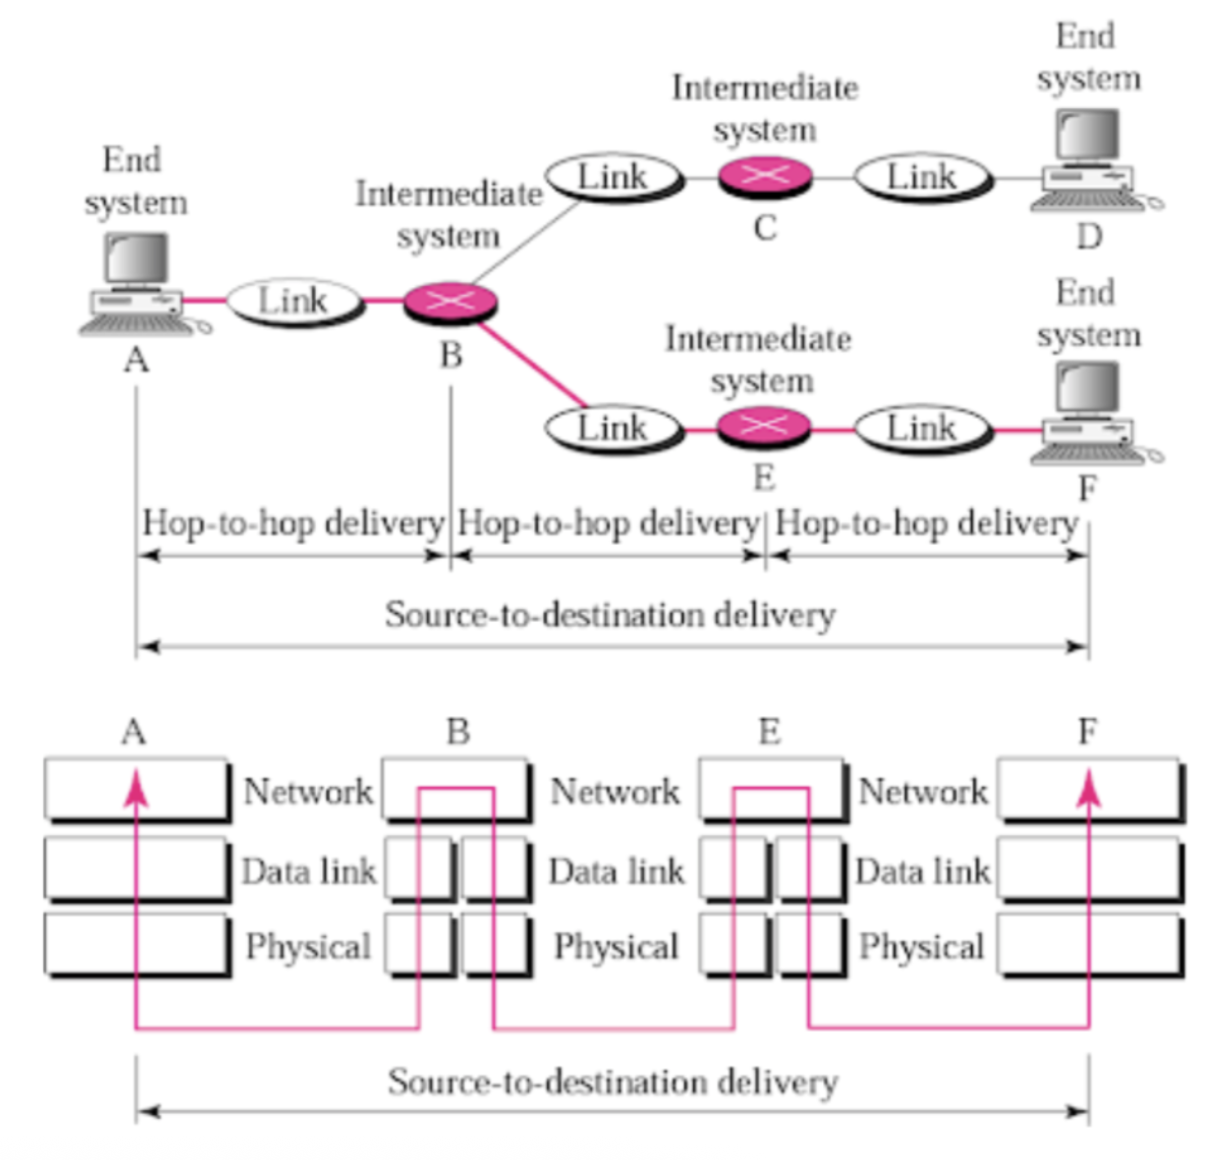 End
system
Intermediate
system
End
system
Link
Link
Intermediate
system
C
D
Link
B
A
End
system
Intermediate
system
Link
Link
E
F
Hop-to-hop delivery
Hop-to-hop delivery
Hop-to-hop delivery
Source-to-destination delivery
A
B
E
F
Network
Network
Network
Data link
Data link
Data link
Physical
Physical
Physical
Source-to-destination delivery